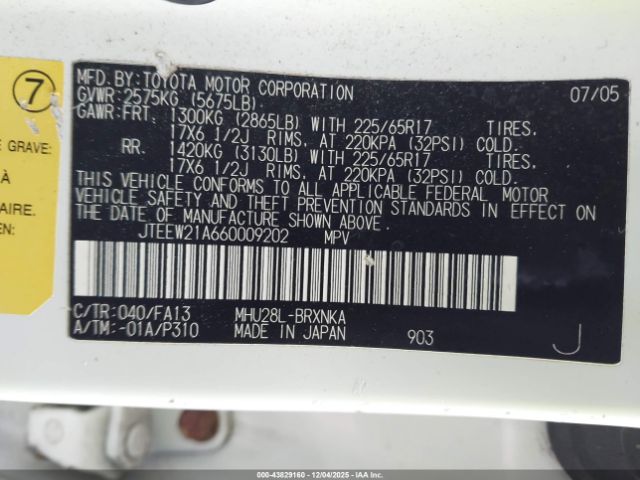 7
E GRAVE:
À
AIRE.
EN:
MFD.BY:TOYOTA MOTOR CORPORATION 07/05
GVWR:2575KG (5675LB)
GAWR:FRT. 1300KG (2865LB) WITH 225/65R17 TIRES.
17X6 1/2J RIMS. AT 220KPA (32PSI) COLD.
RR. 1420KG (3130LB) WITH 225/65R17 TIRES.
17X6 1/2J RIMS. AT 220KPA (32PSI) COLD.
THIS VEHICLE CONFORMS TO ALL APPLICABLE FEDERAL MOTOR
VEHICLE SAFETY AND BUMPER STANDARDS IN EFFECT ON
THE DATE OF MANUFACTURE SHOWN ABOVE.
JTEEW21A660009202 MPV
C/TR:040/FA13 MHU28L-BRXNKA
A/TM:-01A/P310 MADE IN JAPAN 903 J
000-43829160 - 12/04/2025 - IAAI.COM